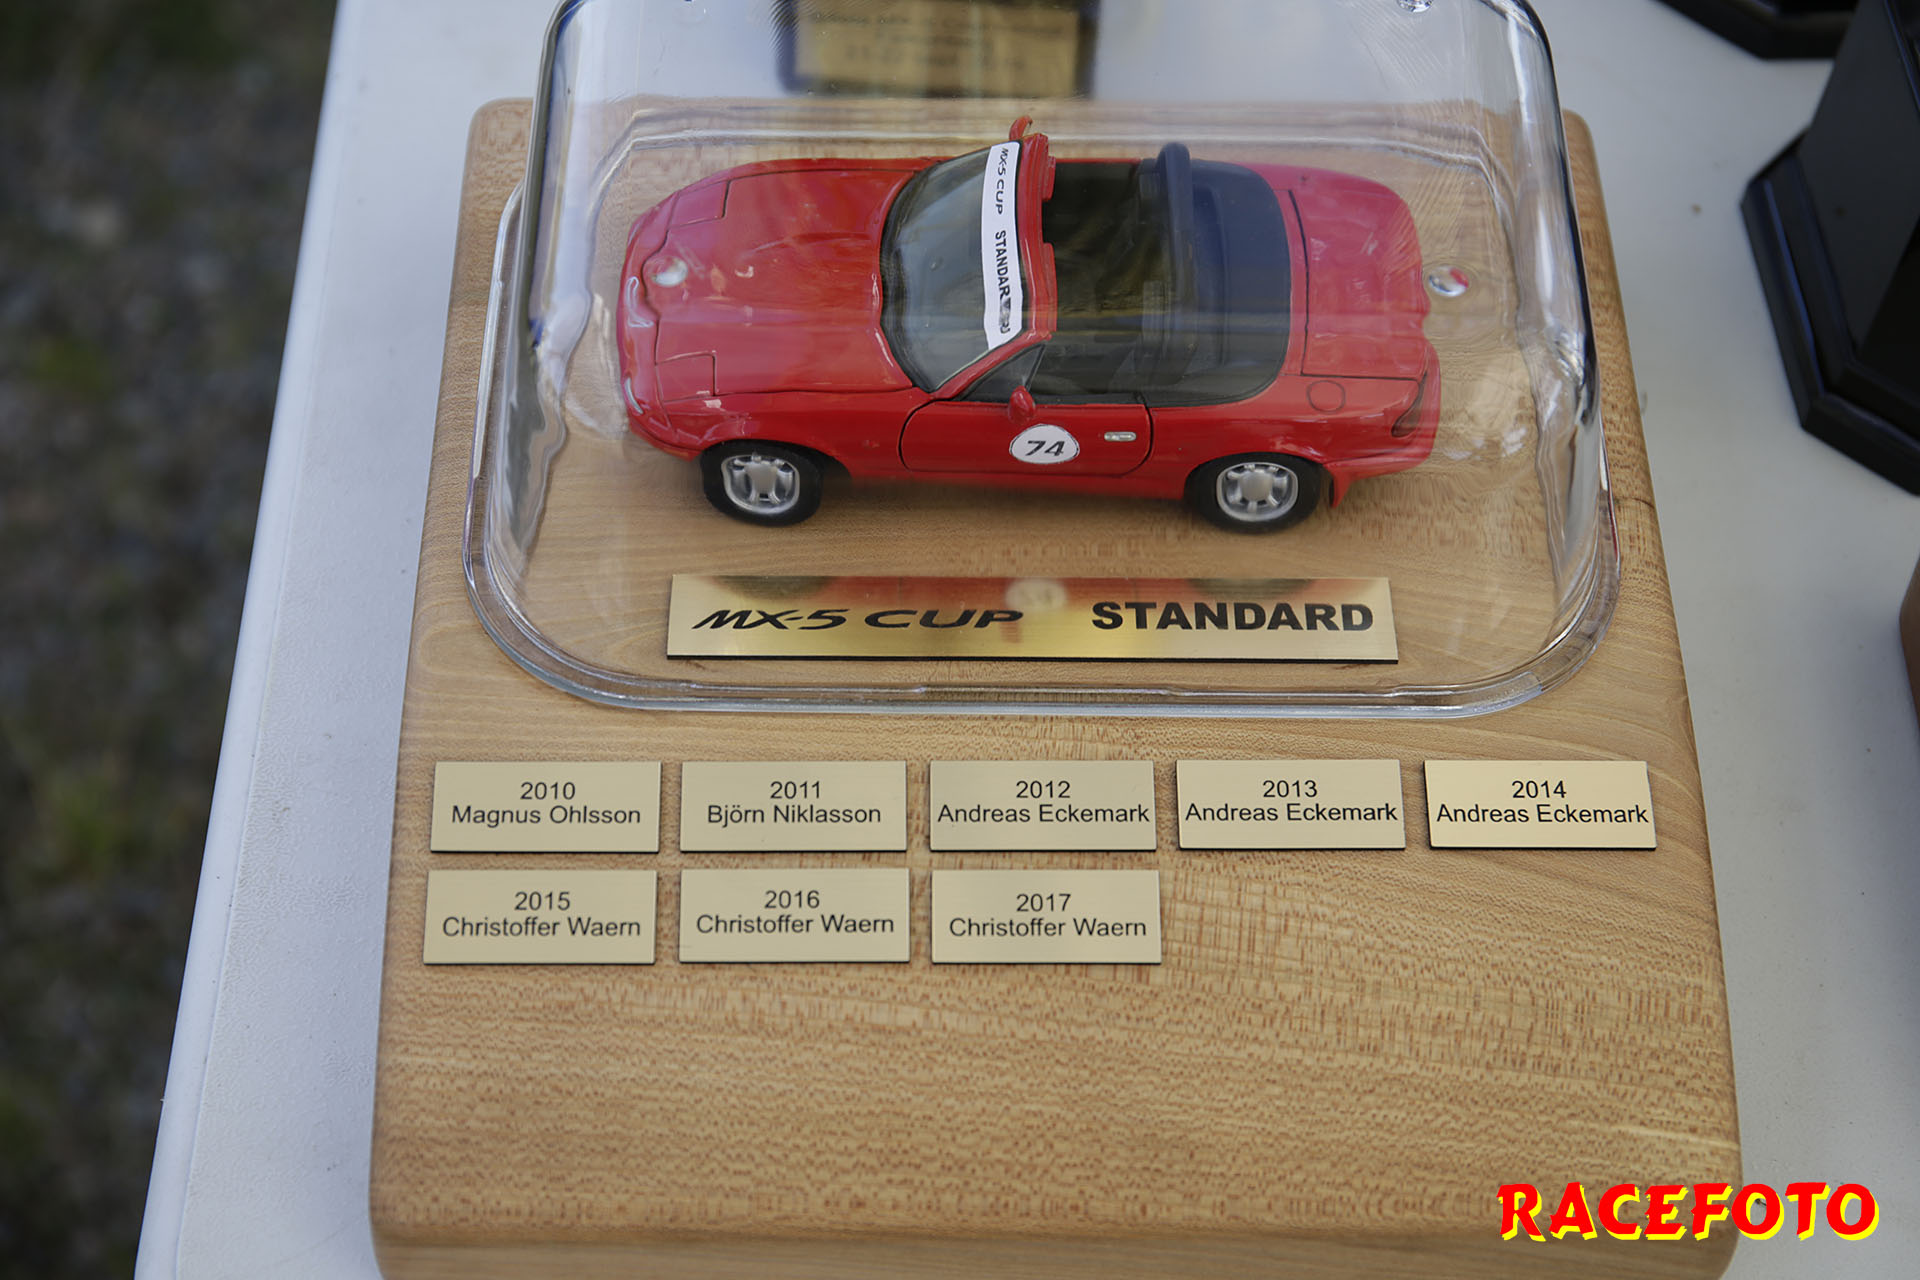 MX-5 CUP STANDARD
74
MX-5 CUP STANDARD
2010
Magnus Ohlsson
2011
Björn Niklasson
2012
Andreas Eckemark
2013
Andreas Eckemark
2014
Andreas Eckemark
2015
Christoffer Waern
2016
Christoffer Waern
2017
Christoffer Waern
RACEFOTO